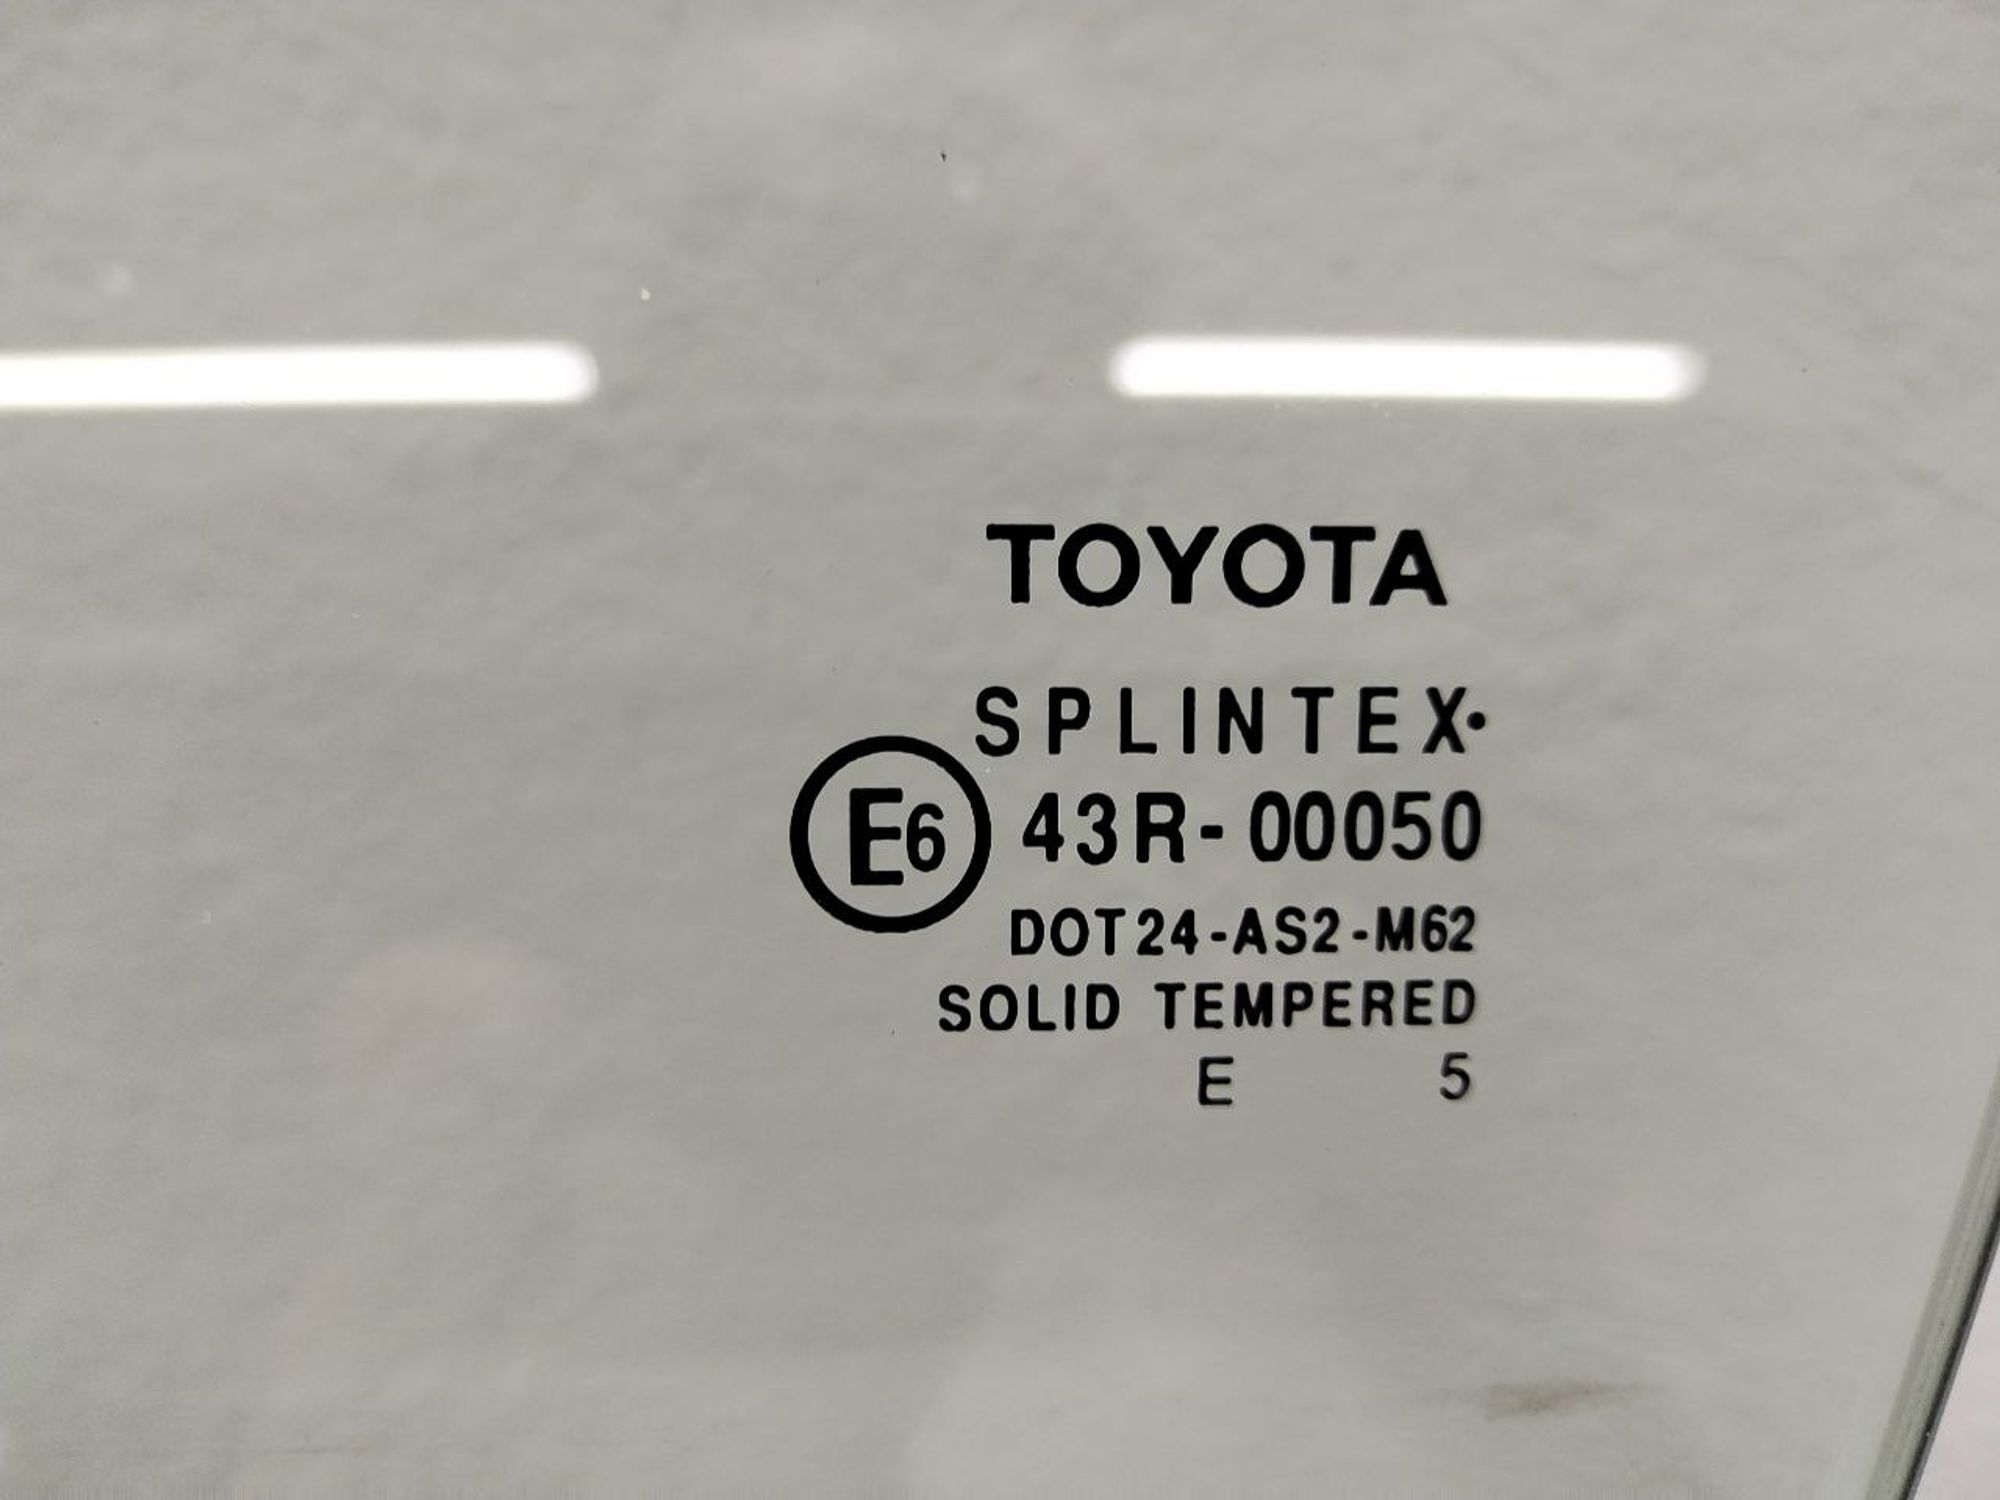 TOYOTA
SPLINTEX•
E6 43R-00050
DOT24-AS2-M62
SOLID TEMPERED
E 5